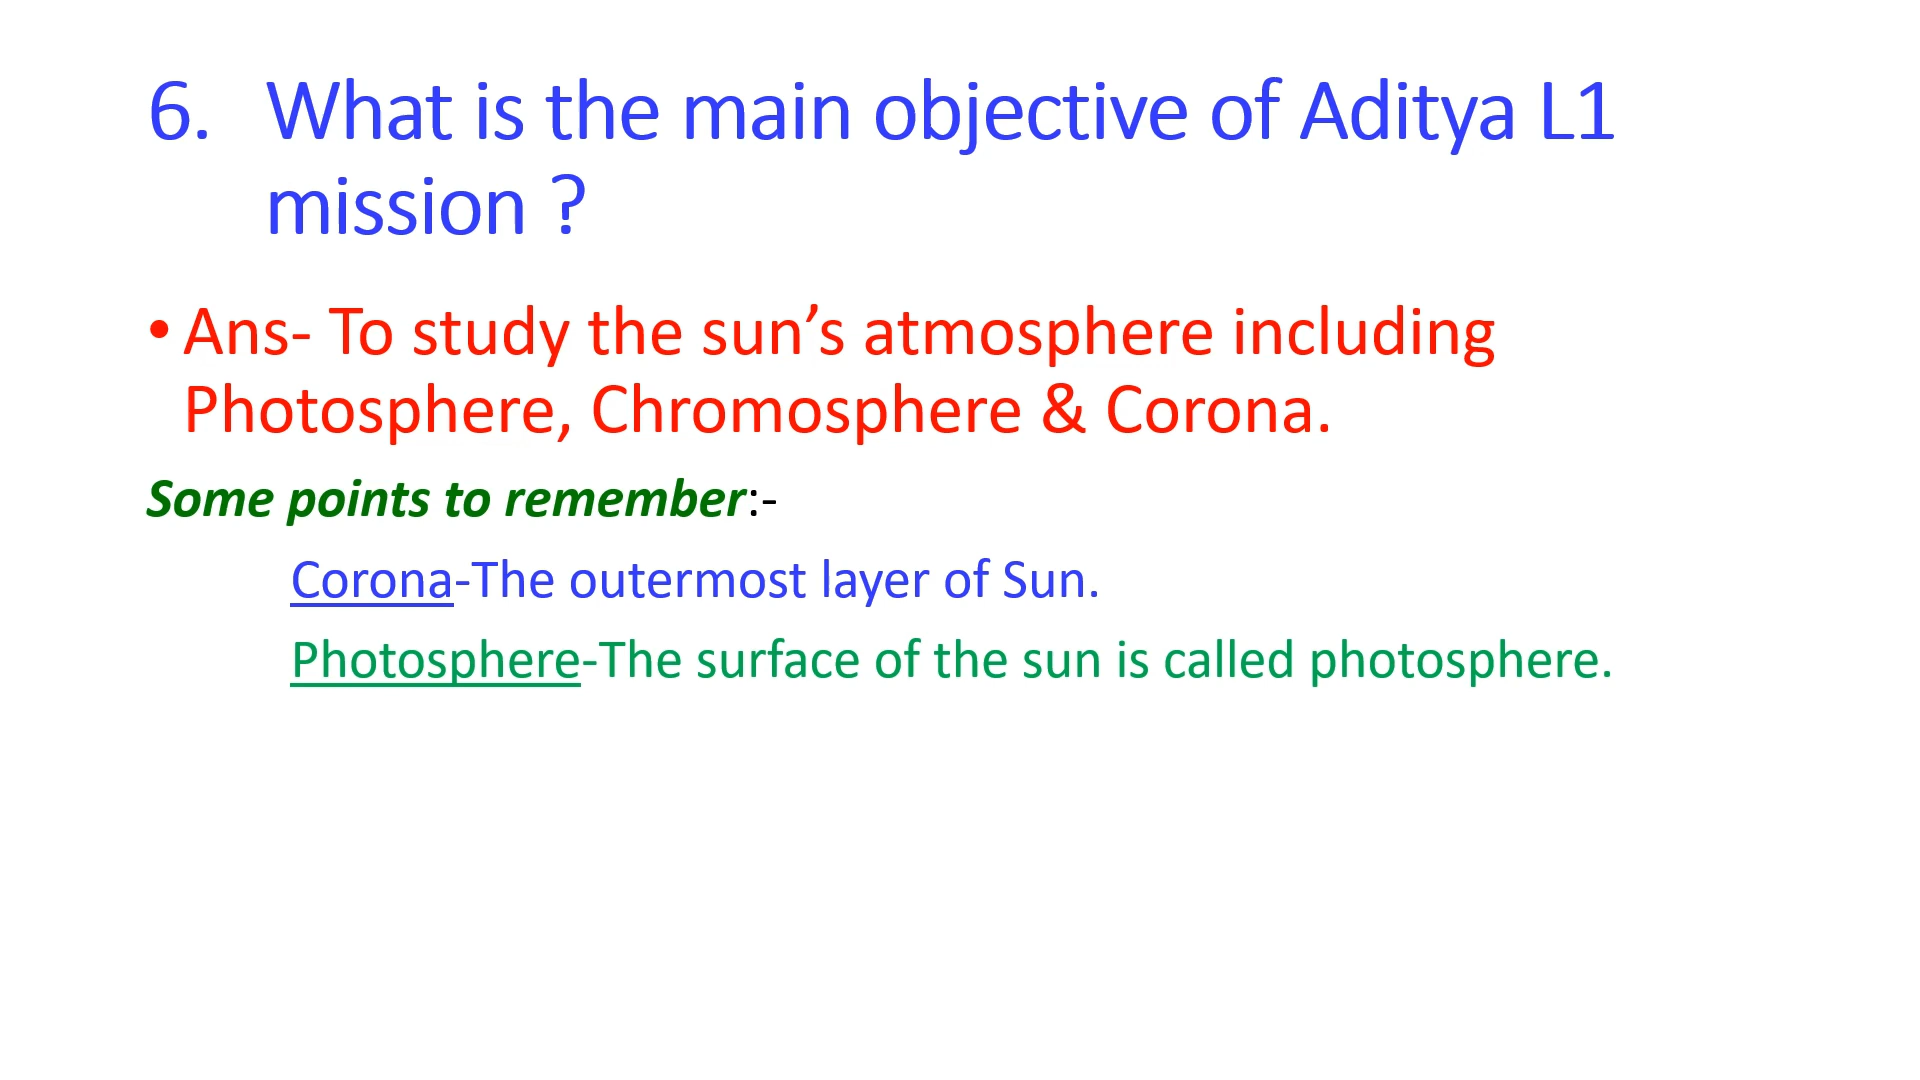 6. What is the main objective of Aditya L1
mission ?
• Ans- To study the sun’s atmosphere including
Photosphere, Chromosphere & Corona.
Some points to remember:-
Corona-The outermost layer of Sun.
Photosphere-The surface of the sun is called photosphere.